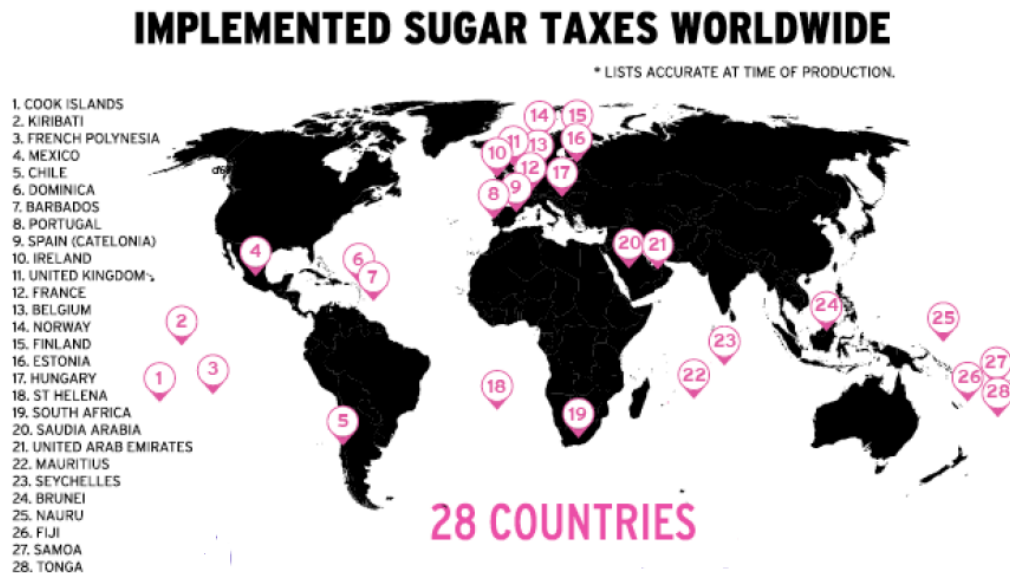 IMPLEMENTED SUGAR TAXES WORLDWIDE
* LISTS ACCURATE AT TIME OF PRODUCTION.
1. COOK ISLANDS
2. KIRIBATI
3. FRENCH POLYNESIA
4. MEXICO
5. CHILE
6. DOMINICA
7. BARBADOS
8. PORTUGAL
9. SPAIN (CATELONIA)
10. IRELAND
11. UNITED KINGDOM
12. FRANCE
13. BELGIUM
14. NORWAY
15. FINLAND
16. ESTONIA
17. HUNGARY
18. ST HELENA
19. SOUTH AFRICA
20. SAUDIA ARABIA
21. UNITED ARAB EMIRATES
22. MAURITIUS
23. SEYCHELLES
24. BRUNEI
25. NAURU
26. FIJI
27. SAMOA
28. TONGA
14 15
11 13 16
10 12 17
8 9
4 6 7 20 21
2 24 25
1 3 18 22 23 26 27 28
5 19
28 COUNTRIES